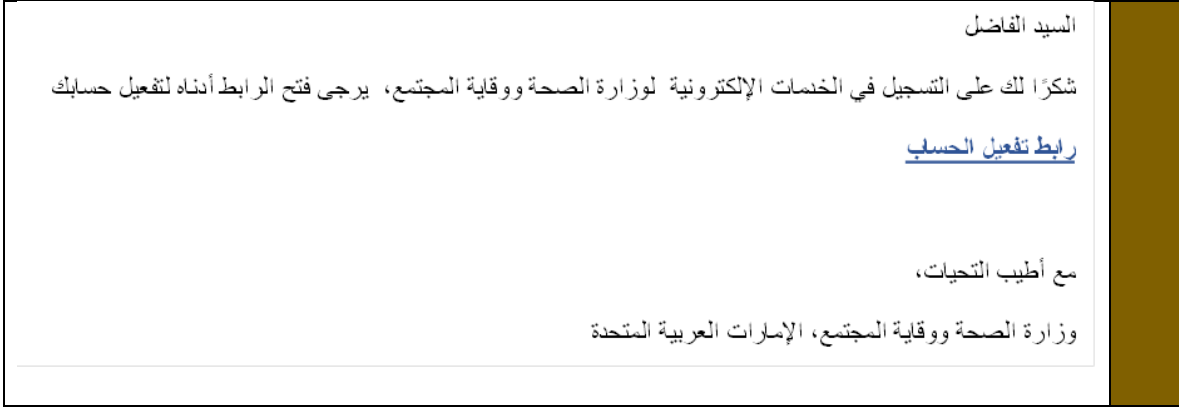 السيد الفاضل
شكرًا لك على التسجيل في الخدمات الإلكترونية لوزارة الصحة ووقاية المجتمع، يرجى فتح الرابط أدناه لتفعيل حسابك
رابط تفعيل الحساب
مع أطيب التحيات،
وزارة الصحة ووقاية المجتمع، الإمارات العربية المتحدة